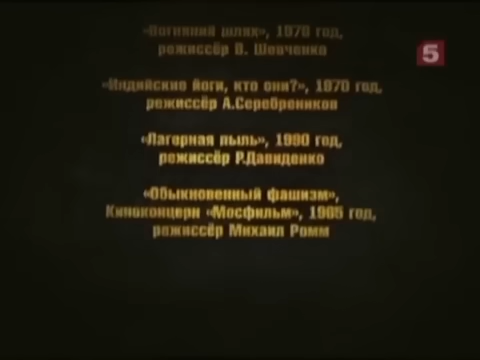 «Вогняний шлях», 1970 год,
режиссёр В. Шевченко
«Индийские йоги, кто они?», 1970 год,
режиссёр А.Серебреников
«Лагерная пыль», 1990 год,
режиссёр Р.Давиденко
«Обыкновенный фашизм»,
Киноконцерн «Мосфильм», 1965 год,
режиссёр Михаил Ромм
5